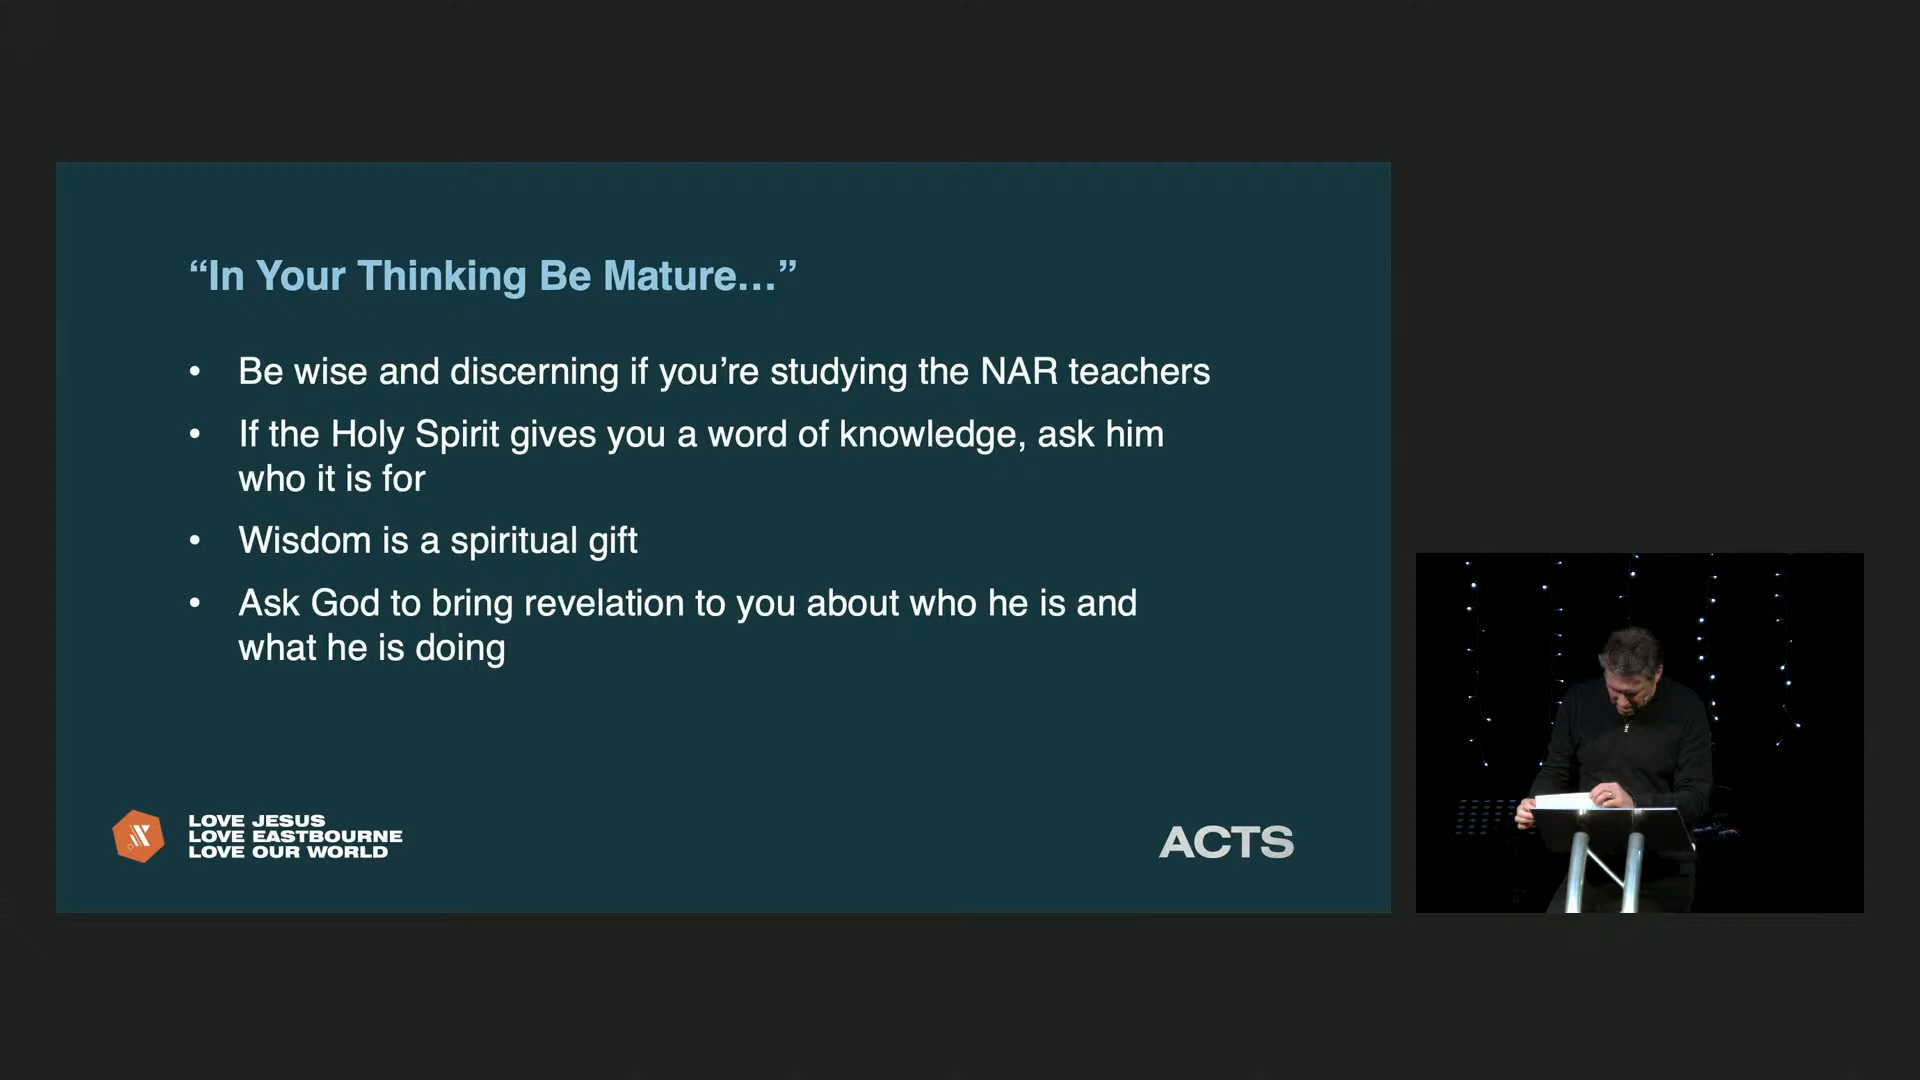 “In Your Thinking Be Mature…”
• Be wise and discerning if you’re studying the NAR teachers
• If the Holy Spirit gives you a word of knowledge, ask him
who it is for
• Wisdom is a spiritual gift
• Ask God to bring revelation to you about who he is and
what he is doing
LOVE JESUS
LOVE EASTBOURNE
LOVE OUR WORLD
ACTS